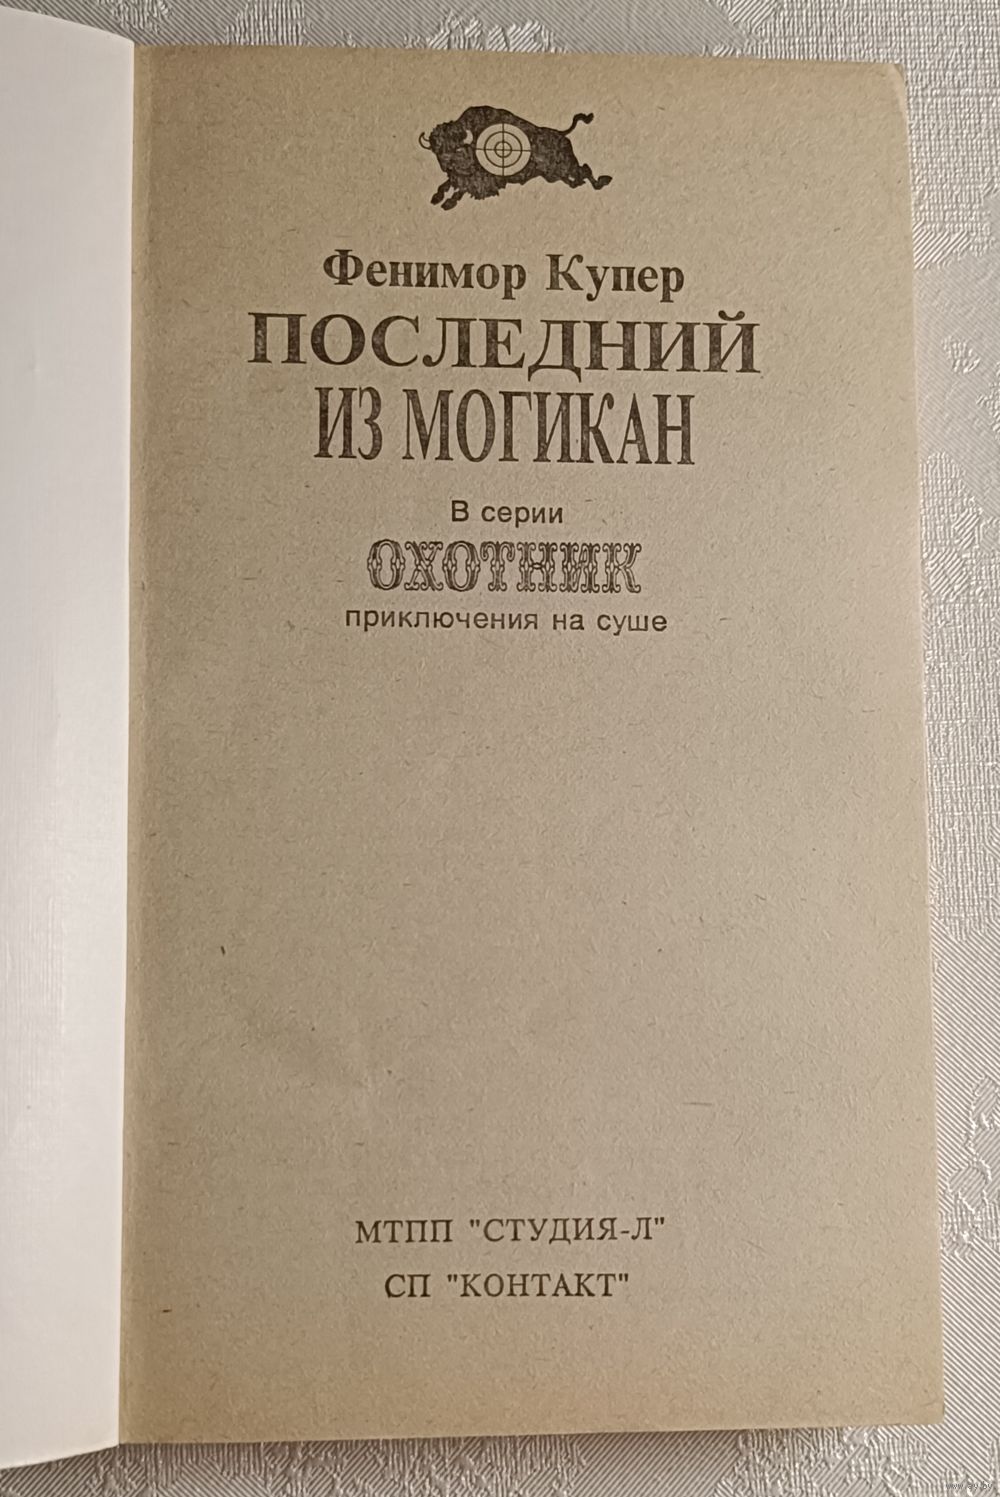 Фенимор Купер
ПОСЛЕДНИЙ
ИЗ МОГИКАН
В серии
ОХОТНИК
приключения на суше
МТПП "СТУДИЯ-Л"
СП "КОНТАКТ"